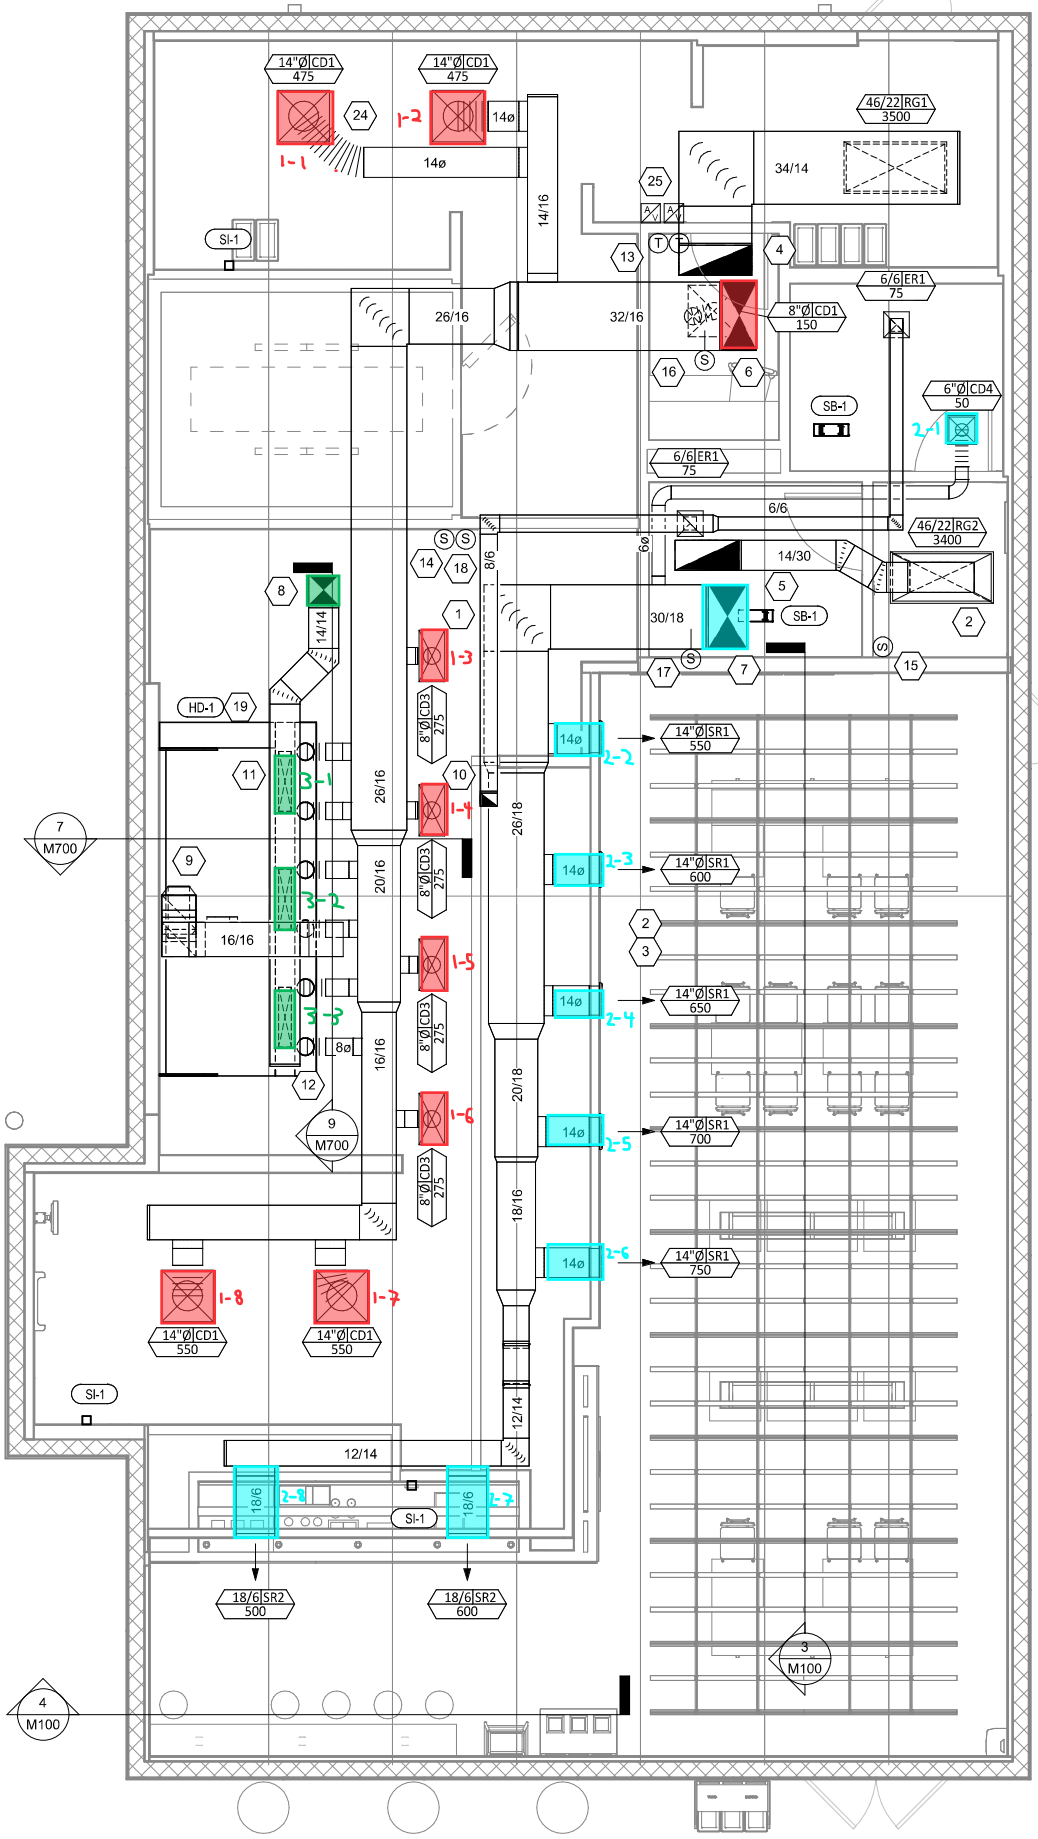 14"Ø CD1
475
14"Ø CD1
475
46/22 RG1
3500
24
1-2
14ø
1-1
14ø
34/14
25
14/16
A/V
A/V
SI-1
T
T
4
13
6/6 ER1
75
26/16
32/16
8"Ø CD1
150
S
16
6
6"Ø CD4
50
SB-1
2-1
6/6 ER1
75
6/6
46/22 RG2
3400
S
S
14
18
8/6
6ø
14/30
8
5
1
14/14
30/18
SB-1
2
S
S
1-3
17
7
15
HD-1
19
8"Ø CD3
275
14ø
14"Ø SR1
550
2-2
11
3-1
10
26/16
1-4
26/18
7
M700
9
14ø
2-3
14"Ø SR1
600
20/16
8"Ø CD3
275
3-2
16/16
2
3
1-5
3-3
14ø
2-4
14"Ø SR1
650
8"Ø CD3
275
8ø
16/16
12
20/18
1-6
9
M700
14ø
2-5
14"Ø SR1
700
8"Ø CD3
275
18/16
2-6
14ø
14"Ø SR1
750
1-8
1-7
14"Ø CD1
550
14"Ø CD1
550
SI-1
12/14
12/14
18/6
2-8
18/6
2-7
SI-1
18/6 SR2
500
18/6 SR2
600
3
M100
4
M100